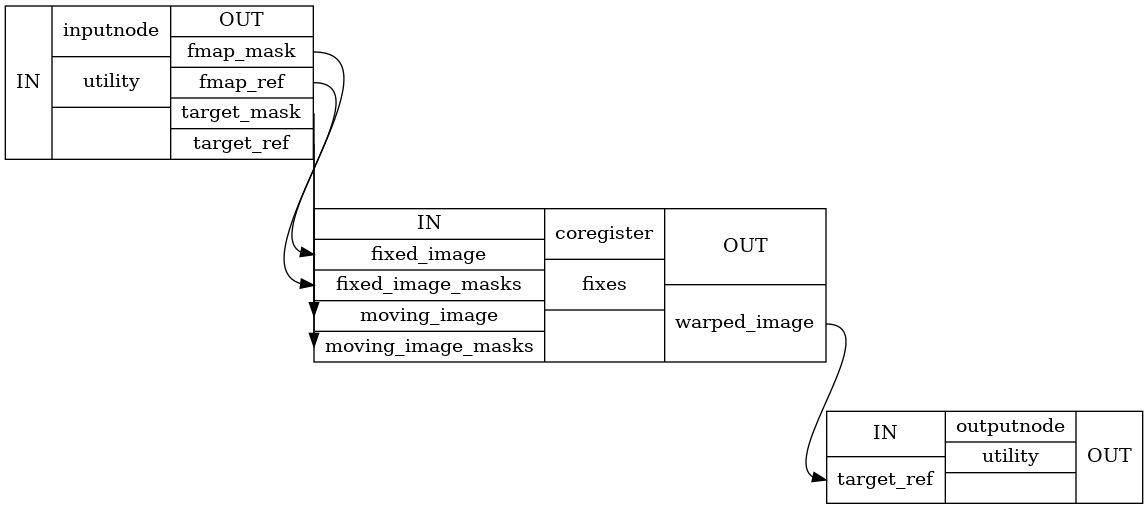 IN
inputnode
utility
OUT
fmap_mask
fmap_ref
target_mask
target_ref
IN
fixed_image
fixed_image_masks
moving_image
moving_image_masks
coregister
fixes
OUT
warped_image
IN
target_ref
outputnode
utility
OUT